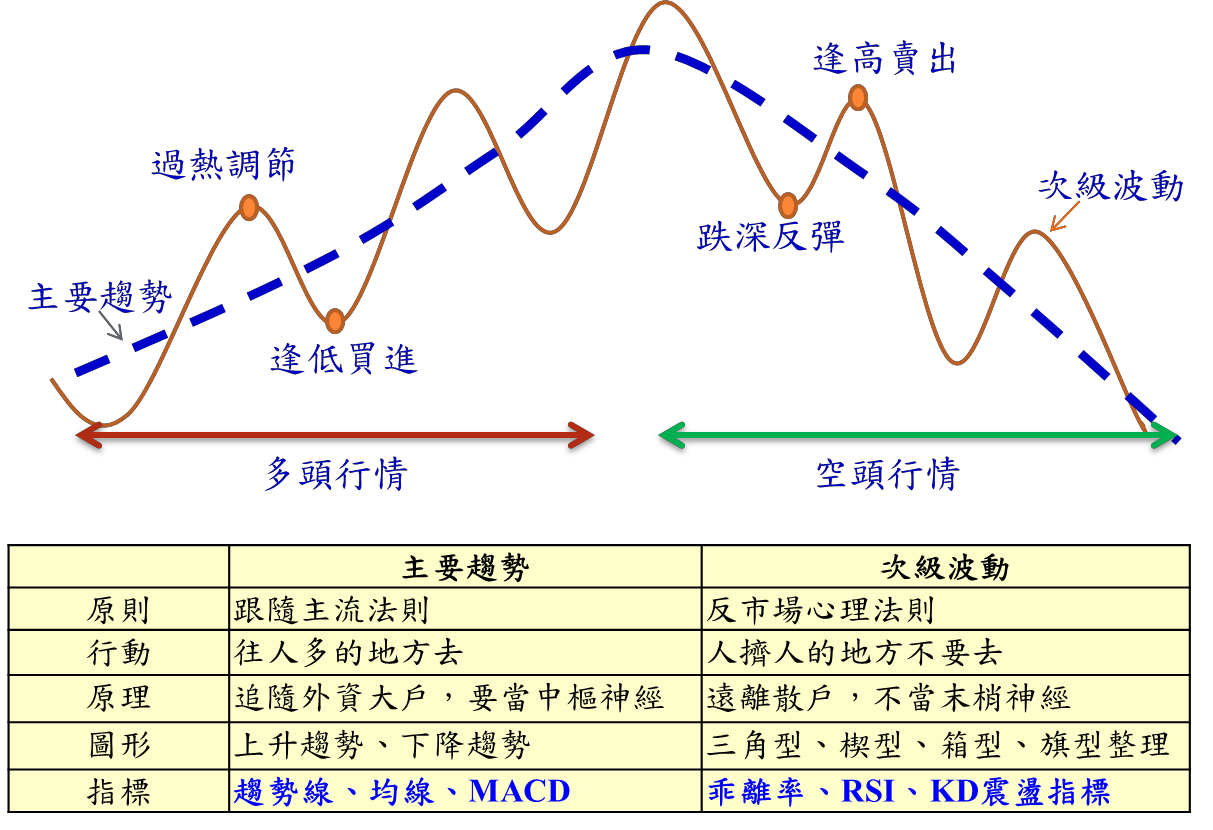 逢高賣出
過熱調節
次級波動
跌深反彈
主要趨勢
逢低買進
多頭行情
空頭行情
主要趨勢 次級波動
原則 跟隨主流法則 反市場心理法則
行動 往人多的地方去 人擠人的地方不要去
原理 追隨外資大戶，要當中樞神經 遠離散戶，不當末梢神經
圖形 上升趨勢、下降趨勢 三角型、楔型、箱型、旗型整理
指標 趨勢線、均線、MACD 乖離率、RSI、KD震盪指標